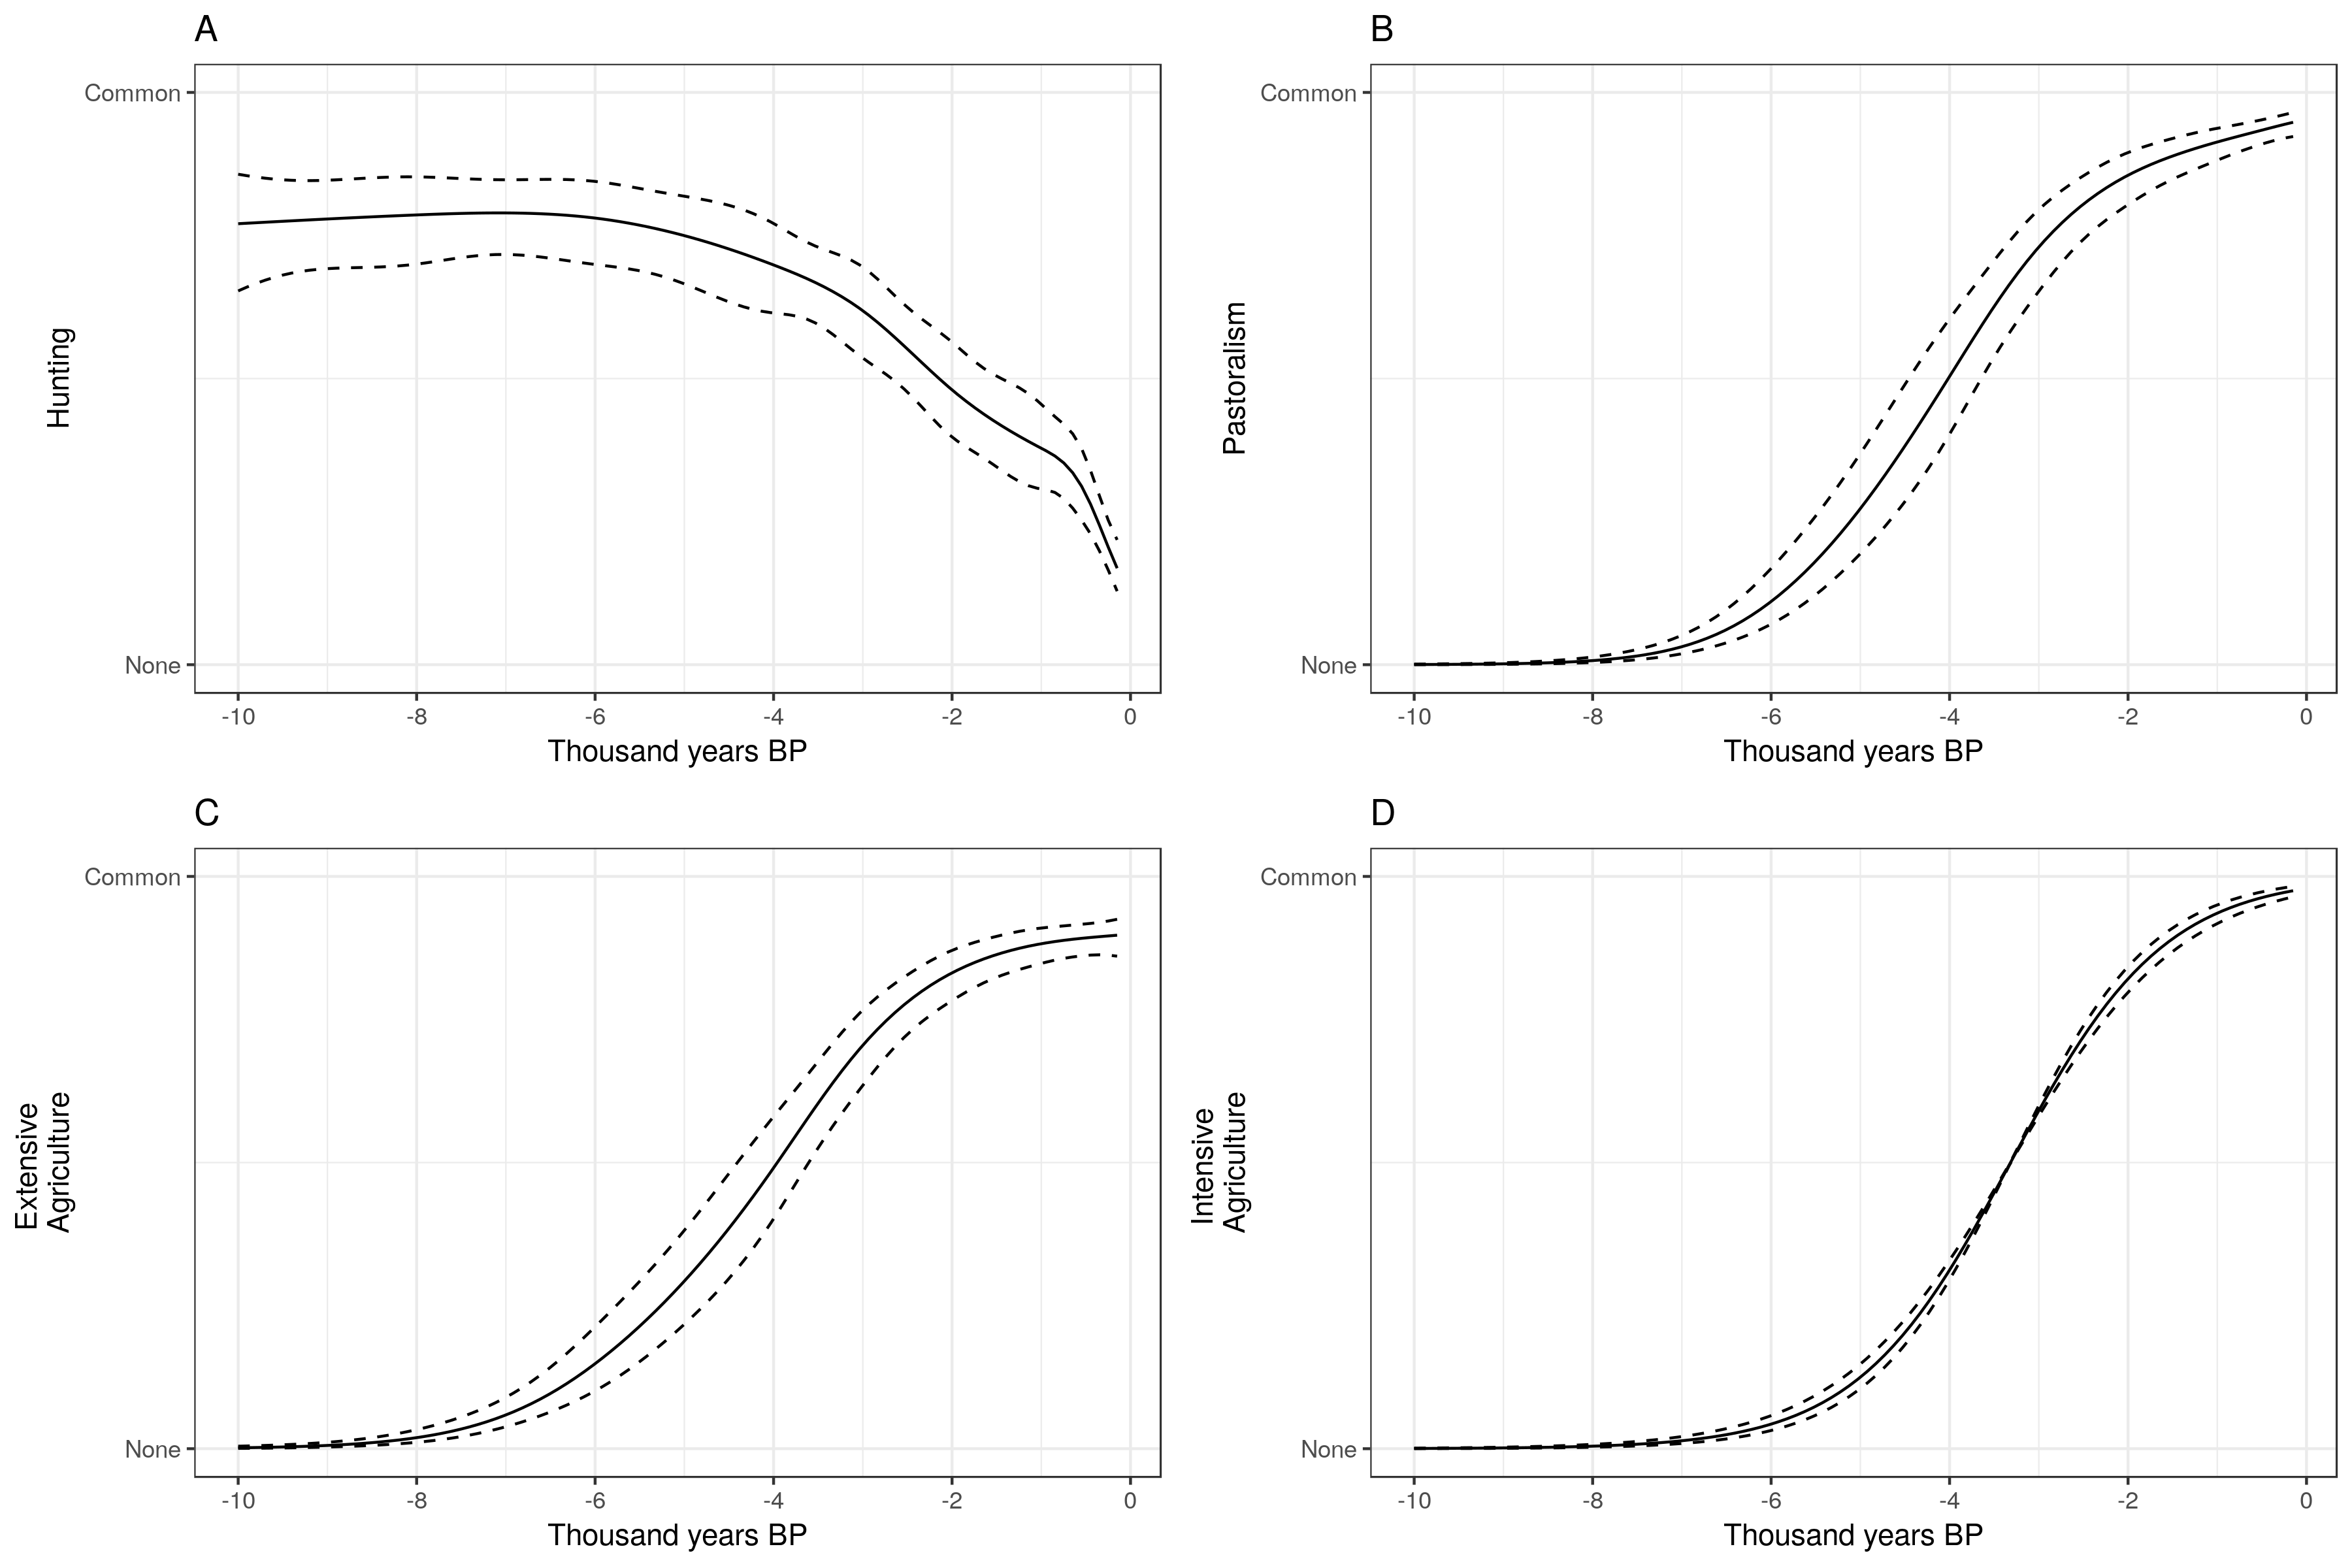 A
Common
Hunting
None
-10 -8 -6 -4 -2 0
Thousand years BP
B
Common
Pastoralism
None
-10 -8 -6 -4 -2 0
Thousand years BP
C
Common
Extensive
Agriculture
None
-10 -8 -6 -4 -2 0
Thousand years BP
D
Common
Intensive
Agriculture
None
-10 -8 -6 -4 -2 0
Thousand years BP